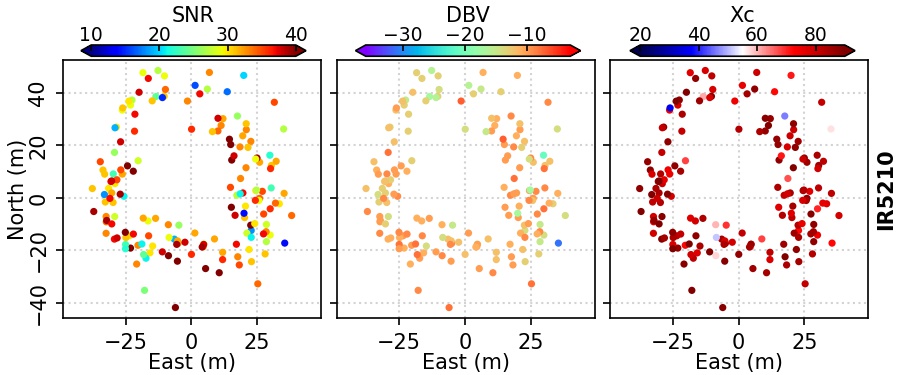 SNR DBV Xc
10 20 30 40 −30 −20 −10 20 40 60 80
40
20
0
−20
−40
North (m)
−25 0 25 −25 0 25 −25 0 25
East (m) East (m) East (m)
IR5210